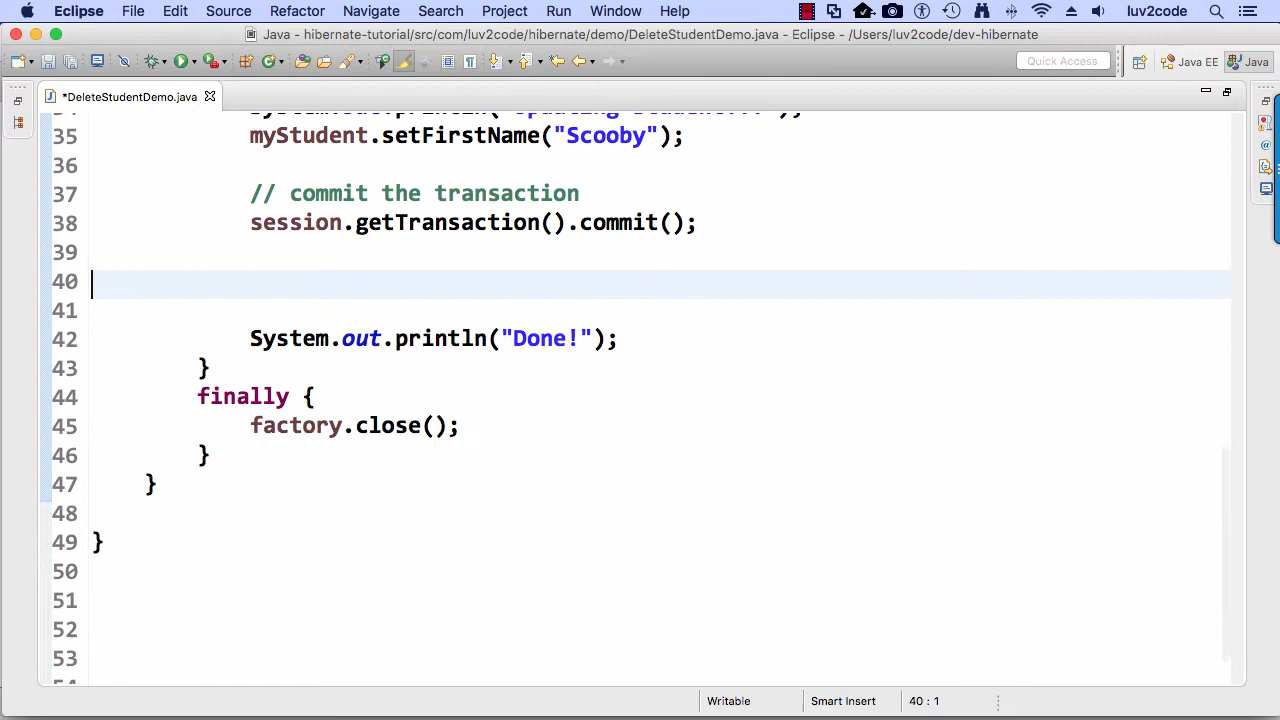 Eclipse File Edit Source Refactor Navigate Search Project Run Window Help luv2code
Java - hibernate-tutorial/src/com/luv2code/hibernate/demo/DeleteStudentDemo.java - Eclipse - /Users/luv2code/dev-hibernate
Quick Access Java EE Java
*DeleteStudentDemo.java
35 myStudent.setFirstName("Scooby");
36
37 // commit the transaction
38 session.getTransaction().commit();
39
40
41
42 System.out.println("Done!");
43 }
44 finally {
45 factory.close();
46 }
47 }
48
49 }
50
51
52
53
Writable Smart Insert 40 : 1